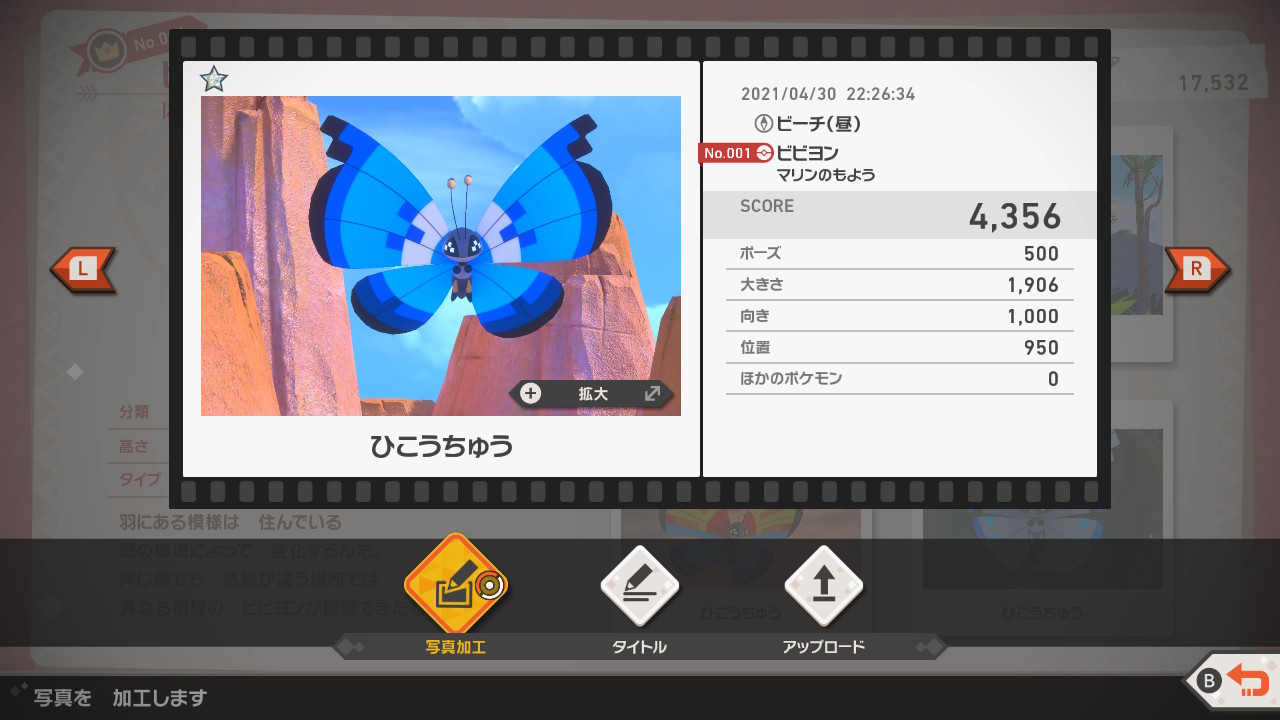 No.0
17,532
2021/04/30 22:26:34
ビーチ(昼)
No.001 ビビヨン
マリンのもよう
SCORE 4,356
ポーズ 500
大きさ 1,906
向き 1,000
位置 950
ほかのポケモン 0
L
R
+ 拡大
ひこうちゅう
分類
高さ
タイプ
羽にある模様は 住んでいる
島の環境によって 変化するんだ。
同じ島でも 気候が違う場所では
異なる模様の ビビヨンが観察できた
ひこうちゅう
ひこうちゅう
写真加工
タイトル
アップロード
写真を 加工します
B